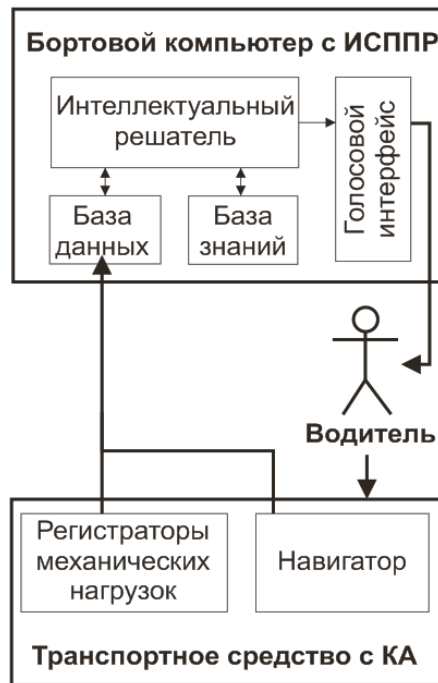 Бортовой компьютер с ИСППР
Интеллектуальный
решатель
Голосовой
интерфейс
База
данных
База
знаний
Водитель
Регистраторы
механических
нагрузок
Навигатор
Транспортное средство с КА